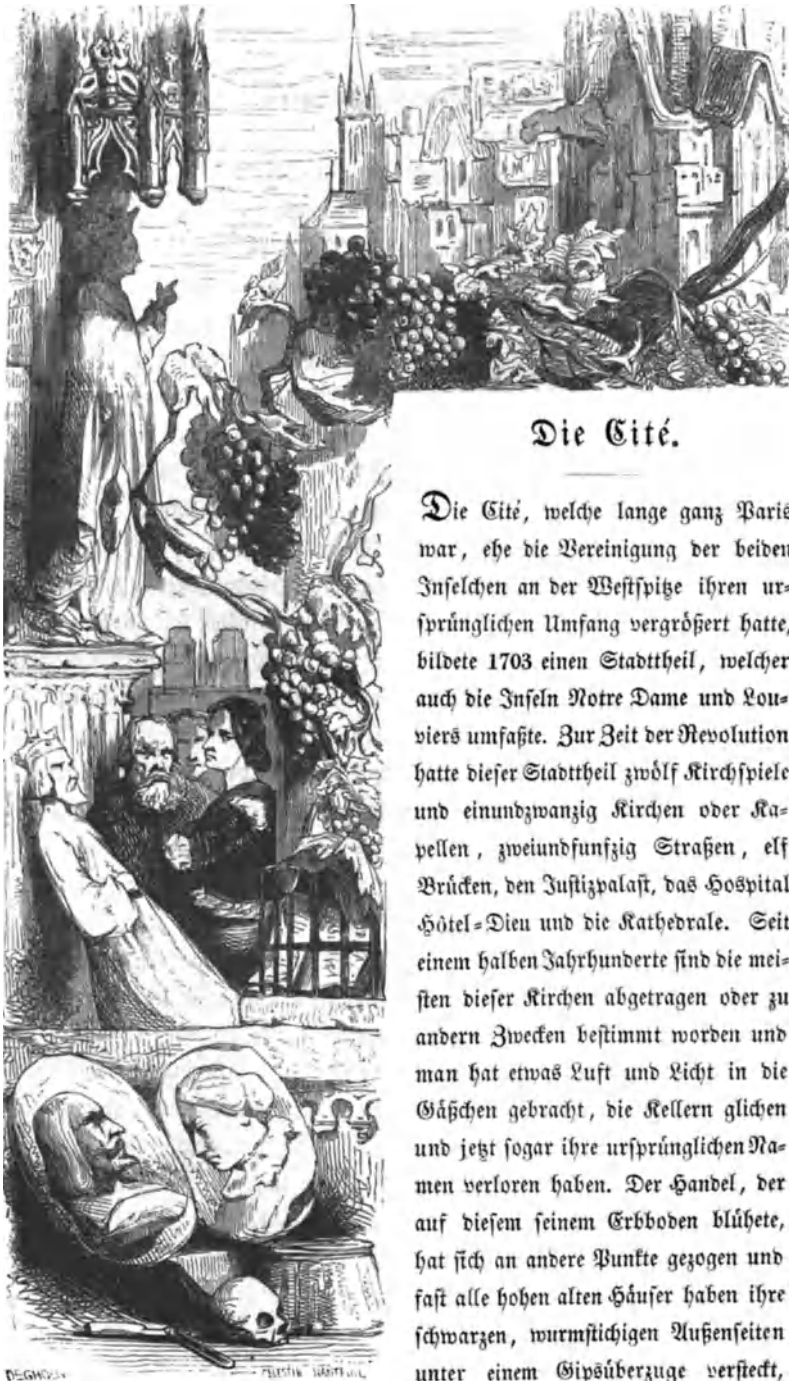 Die Cité.
Die Cité, welche lange ganz Paris
war, ehe die Vereinigung der beiden
Inselchen an der Westspitze ihren ur-
sprünglichen Umfang vergrößert hatte,
bildete 1703 einen Stadttheil, welcher
auch die Inseln Notre Dame und Lou-
viers umfaßte. Zur Zeit der Revolution
hatte dieser Stadttheil zwölf Kirchspiele
und einundzwanzig Kirchen oder Ka-
pellen, zweiundfunfzig Straßen, elf
Brücken, den Justizpalast, das Hospital
Hôtel-Dieu und die Kathedrale. Seit
einem halben Jahrhunderte sind die mei-
sten dieser Kirchen abgetragen oder zu
andern Zwecken bestimmt worden und
man hat etwas Luft und Licht in die
Gäßchen gebracht, die Kellern glichen
und jetzt sogar ihre ursprünglichen Na-
men verloren haben. Der Handel, der
auf diesem seinem Erbboden blühete,
hat sich an andere Punkte gezogen und
fast alle hohen alten Häuser haben ihre
schwarzen, wurmstichigen Außenseiten
unter einem Gipsüberzuge versteckt,